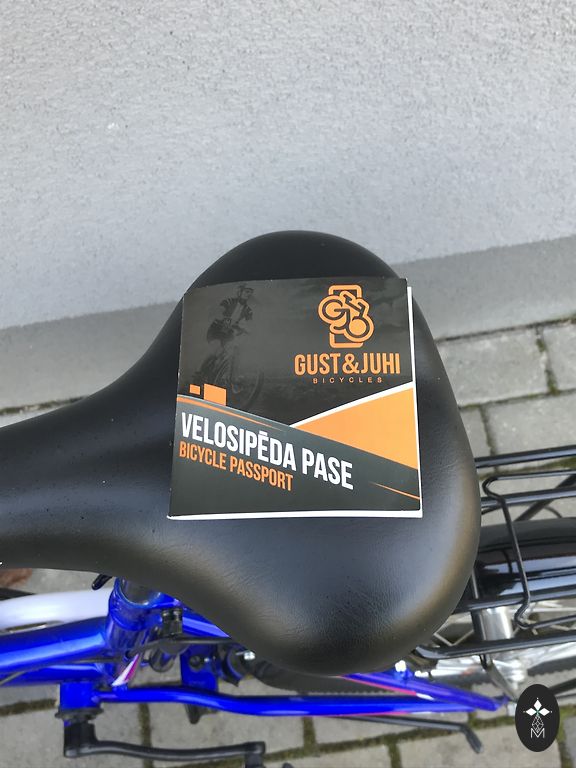 GUST&JUHI
BICYCLES
VELOSIPĒDA PASE
BICYCLE PASSPORT
M